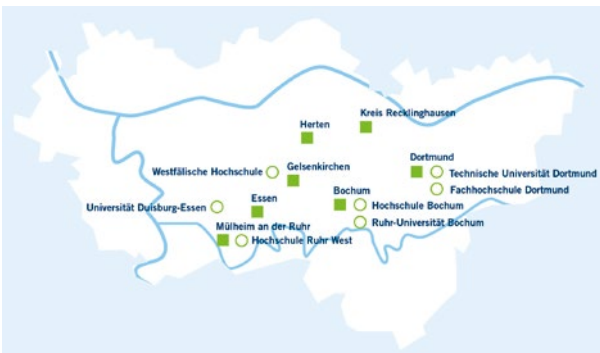 Kreis Recklinghausen
Herten
Dortmund
Westfälische Hochschule
Gelsenkirchen
Technische Universität Dortmund
Fachhochschule Dortmund
Essen
Bochum
Universität Duisburg-Essen
Hochschule Bochum
Ruhr-Universität Bochum
Mülheim an der Ruhr
Hochschule Ruhr West